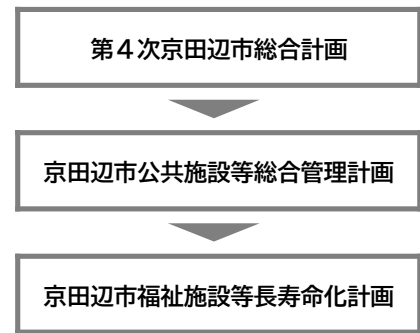 第４次京田辺市総合計画
京田辺市公共施設等総合管理計画
京田辺市福祉施設等長寿命化計画